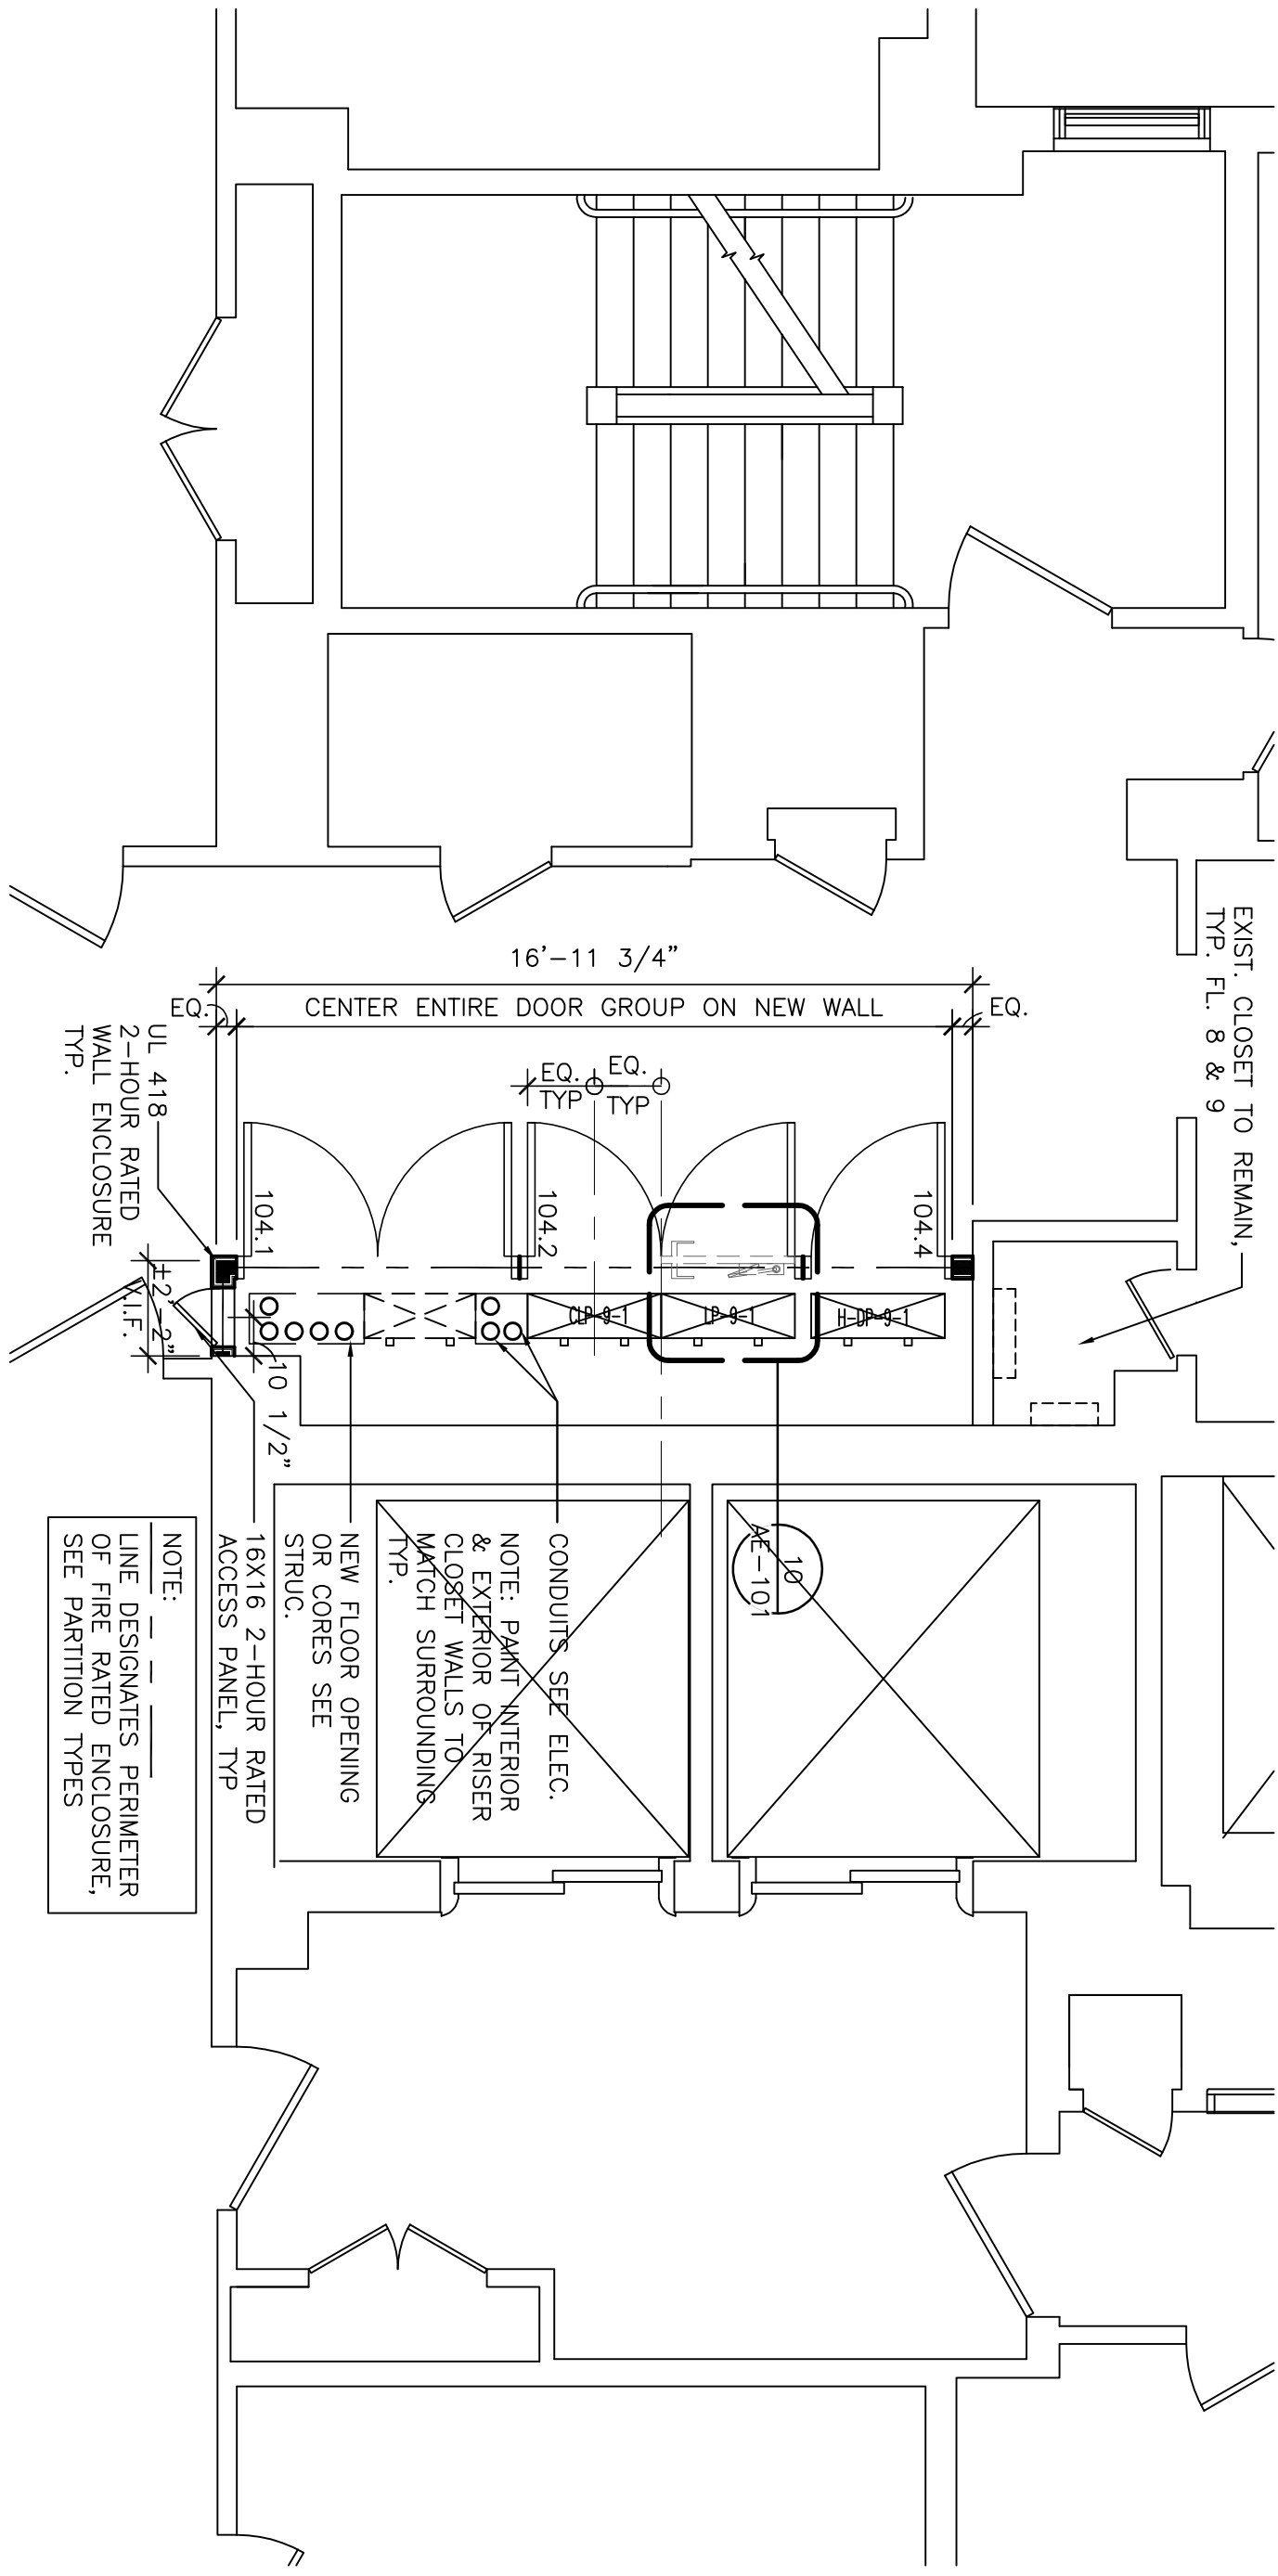 EXIST. CLOSET TO REMAIN,
TYP. FL. 8 & 9
16'-11 3/4"
EQ.
CENTER ENTIRE DOOR GROUP ON NEW WALL
EQ.
EQ.
TYP
EQ.
TYP
UL 418
2-HOUR RATED
WALL ENCLOSURE
TYP.
104.1
104.2
104.4
CLP-9-1
LP-9-1
H-DP-9-1
±2'-2"
V.I.F.
10 1/2"
10
AE-101
CONDUITS SEE ELEC.
NOTE: PAINT INTERIOR
& EXTERIOR OF RISER
CLOSET WALLS TO
MATCH SURROUNDING
TYP.
NEW FLOOR OPENING
OR CORES SEE
STRUC.
16X16 2-HOUR RATED
ACCESS PANEL, TYP
NOTE:
LINE DESIGNATES PERIMETER
OF FIRE RATED ENCLOSURE,
SEE PARTITION TYPES